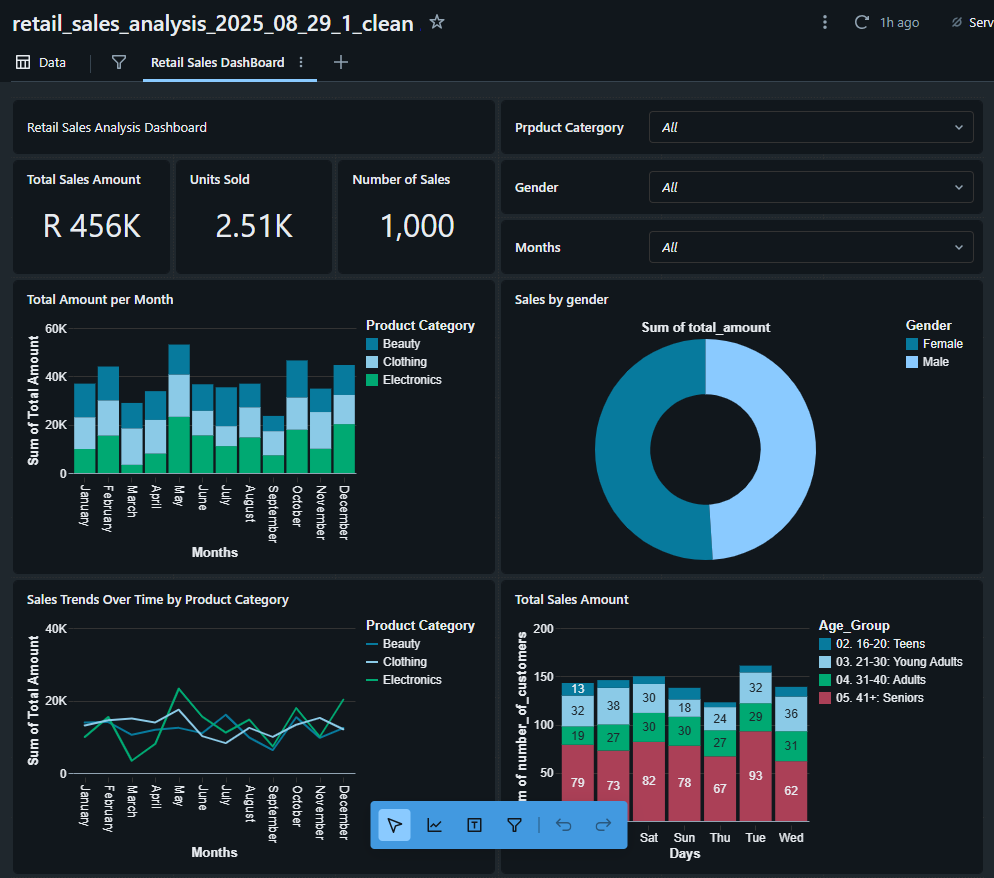 retail_sales_analysis_2025_08_29_1_clean
1h ago
Serv
Data
Retail Sales DashBoard
Retail Sales Analysis Dashboard
Prpduct Catergory
All
Total Sales Amount
R 456K
Units Sold
2.51K
Number of Sales
1,000
Gender
All
Months
All
Total Amount per Month
Sum of Total Amount
60K
40K
20K
0
January
February
March
April
May
June
July
August
September
October
November
December
Months
Product Category
Beauty
Clothing
Electronics
Sales by gender
Sum of total_amount
Gender
Female
Male
Sales Trends Over Time by Product Category
Sum of Total Amount
40K
20K
0
January
February
March
April
May
June
July
August
September
October
November
December
Months
Product Category
Beauty
Clothing
Electronics
Total Sales Amount
m of number_of_customers
200
150
100
50
13
32 38 30 18 24 32 36
19 27 30 30 27 29 31
79 73 82 78 67 93 62
Sat Sun Thu Tue Wed
Days
Age_Group
02. 16-20: Teens
03. 21-30: Young Adults
04. 31-40: Adults
05. 41+: Seniors